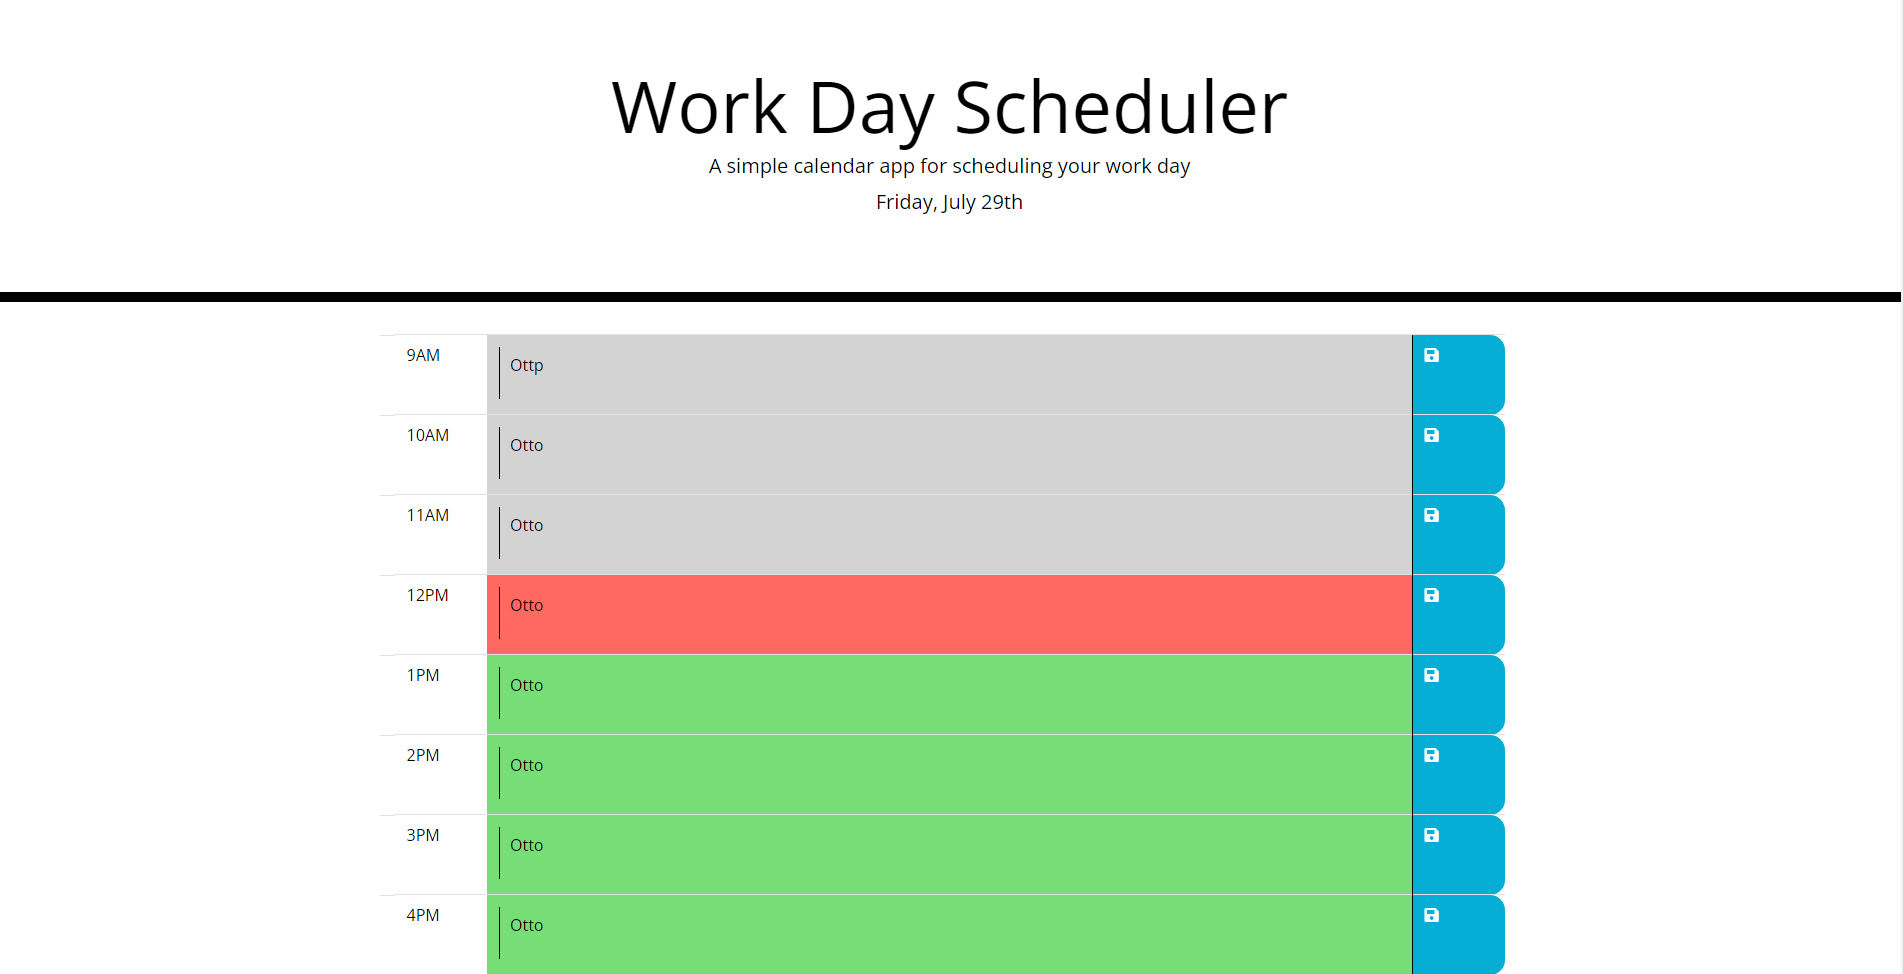 Work Day Scheduler
A simple calendar app for scheduling your work day
Friday, July 29th
9AM Ottp
10AM Otto
11AM Otto
12PM Otto
1PM Otto
2PM Otto
3PM Otto
4PM Otto